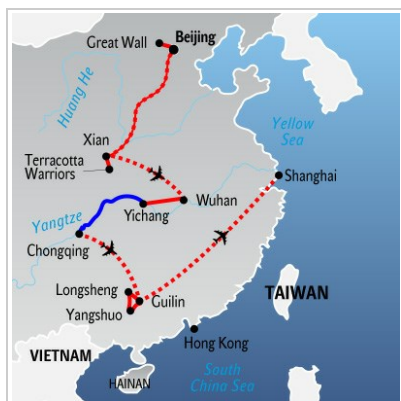 Great Wall
Beijing
Huang He
Xian
Terracotta
Warriors
Yellow
Sea
Shanghai
Wuhan
Yichang
Yangtze
Chongqing
Longsheng
Guilin
Yangshuo
TAIWAN
Hong Kong
VIETNAM
HAINAN
South
China Sea